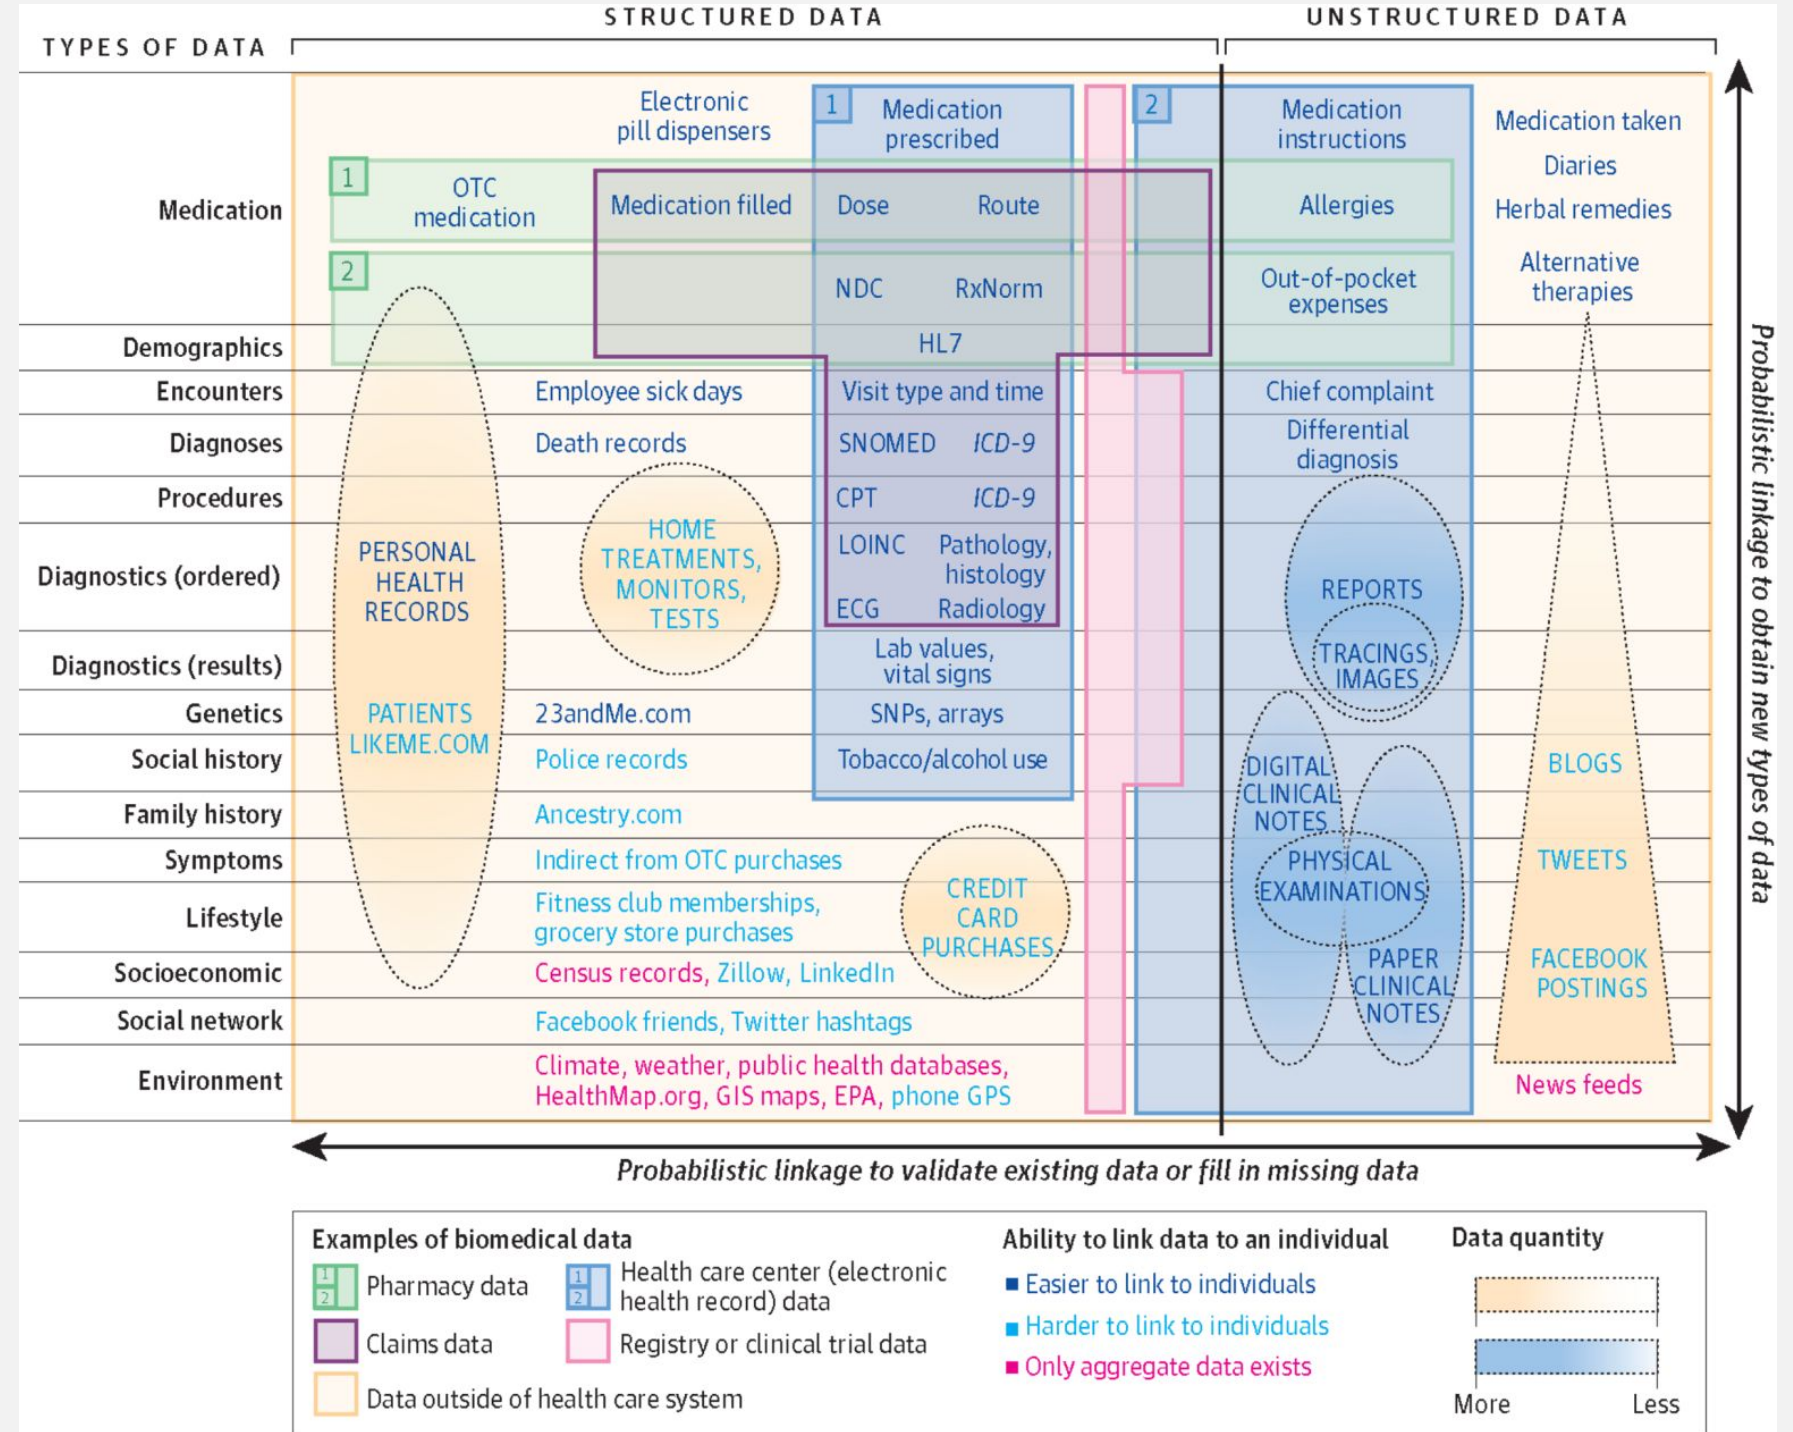 STRUCTURED DATA
UNSTRUCTURED DATA
TYPES OF DATA
Electronic
pill dispensers
1
Medication
prescribed
2
Medication
instructions
Medication taken
Diaries
Herbal remedies
Alternative
therapies
Medication
1
OTC
medication
Medication filled
Dose
Route
Allergies
2
NDC
RxNorm
Out-of-pocket
expenses
Demographics
HL7
Encounters
Employee sick days
Visit type and time
Chief complaint
Diagnoses
Death records
SNOMED
ICD-9
Differential
diagnosis
Procedures
CPT
ICD-9
Diagnostics (ordered)
PERSONAL
HEALTH
RECORDS
HOME
TREATMENTS,
MONITORS,
TESTS
LOINC
Pathology,
histology
ECG
Radiology
REPORTS
TRACINGS,
IMAGES
Diagnostics (results)
Lab values,
vital signs
Genetics
PATIENTS
LIKEME.COM
23andMe.com
SNPs, arrays
Social history
Police records
Tobacco/alcohol use
DIGITAL
CLINICAL
NOTES
BLOGS
Family history
Ancestry.com
Symptoms
Indirect from OTC purchases
PHYSICAL
EXAMINATIONS
TWEETS
Lifestyle
Fitness club memberships,
grocery store purchases
CREDIT
CARD
PURCHASES
Socioeconomic
Census records, Zillow, LinkedIn
PAPER
CLINICAL
NOTES
FACEBOOK
POSTINGS
Social network
Facebook friends, Twitter hashtags
Environment
Climate, weather, public health databases,
HealthMap.org, GIS maps, EPA, phone GPS
News feeds
Probabilistic linkage to obtain new types of data
Probabilistic linkage to validate existing data or fill in missing data
Examples of biomedical data
1
2
Pharmacy data
1
2
Health care center (electronic
health record) data
Claims data
Registry or clinical trial data
Data outside of health care system
Ability to link data to an individual
Easier to link to individuals
Harder to link to individuals
Only aggregate data exists
Data quantity
More
Less